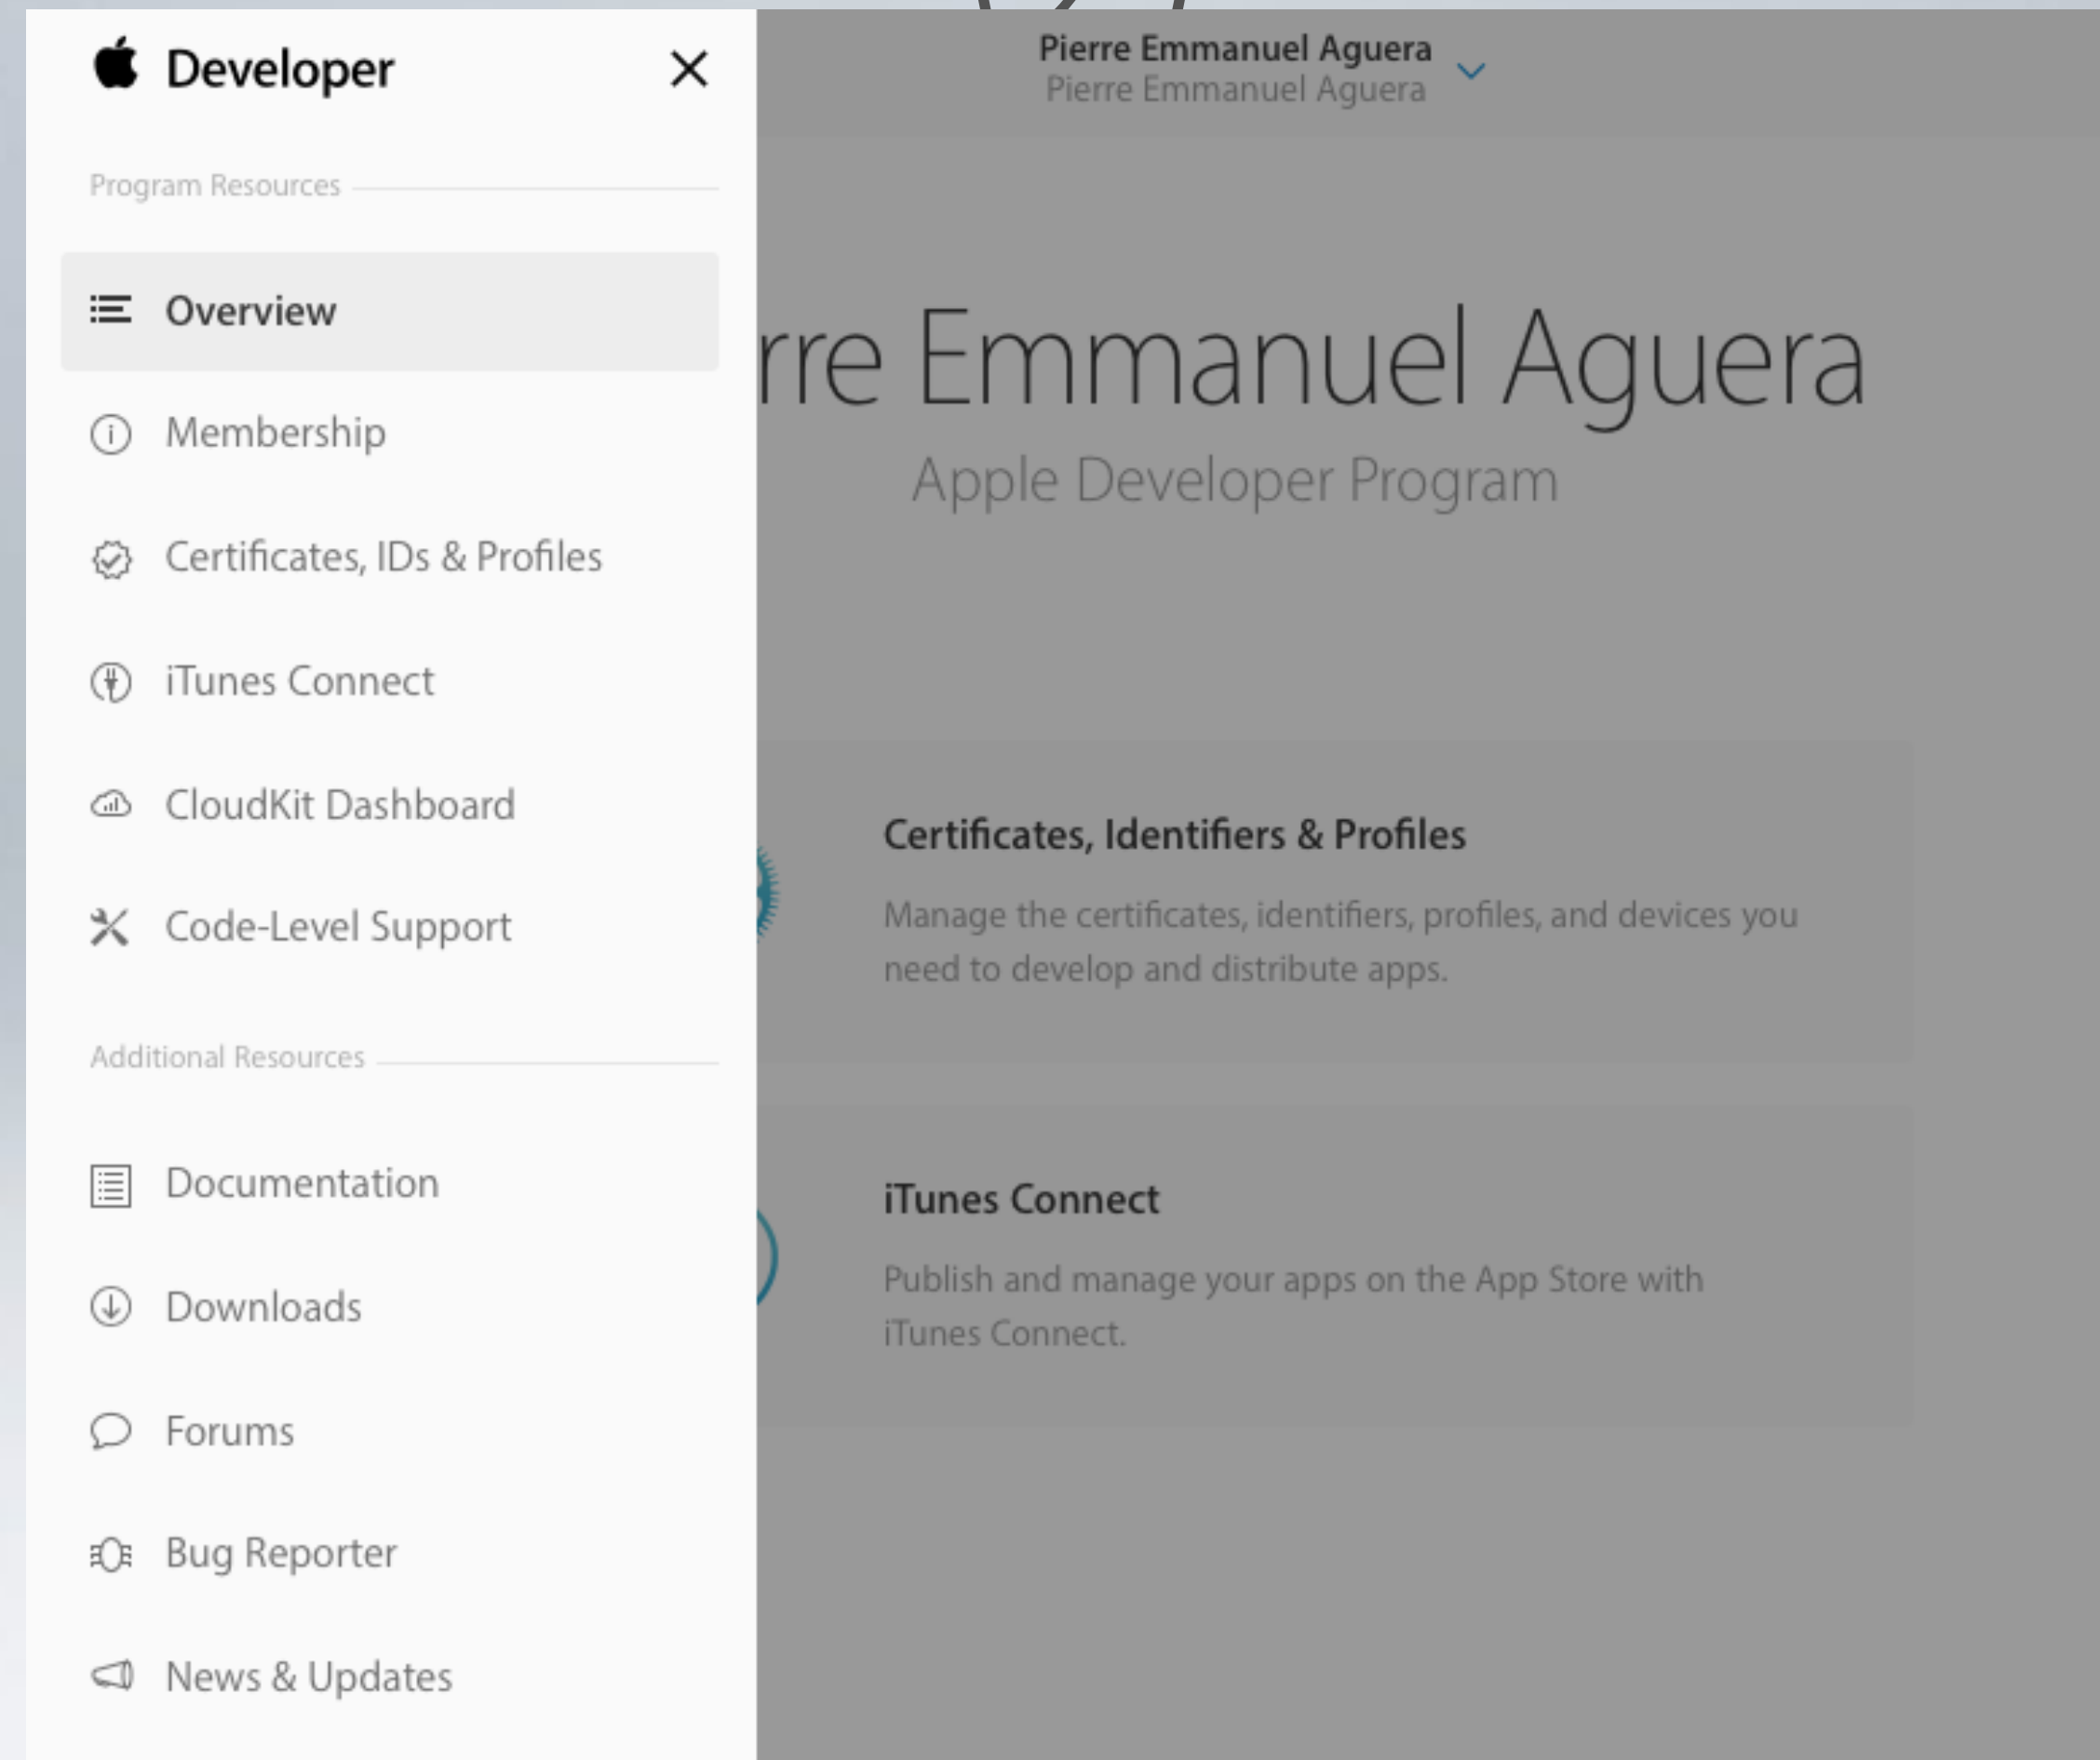 Developer
Program Resources
Overview
Membership
Certificates, IDs & Profiles
iTunes Connect
CloudKit Dashboard
Code-Level Support
Additional Resources
Documentation
Downloads
Forums
Bug Reporter
News & Updates
Pierre Emmanuel Aguera
Pierre Emmanuel Aguera
rre Emmanuel Aguera
Apple Developer Program
Certificates, Identifiers & Profiles
Manage the certificates, identifiers, profiles, and devices you
need to develop and distribute apps.
iTunes Connect
Publish and manage your apps on the App Store with
iTunes Connect.